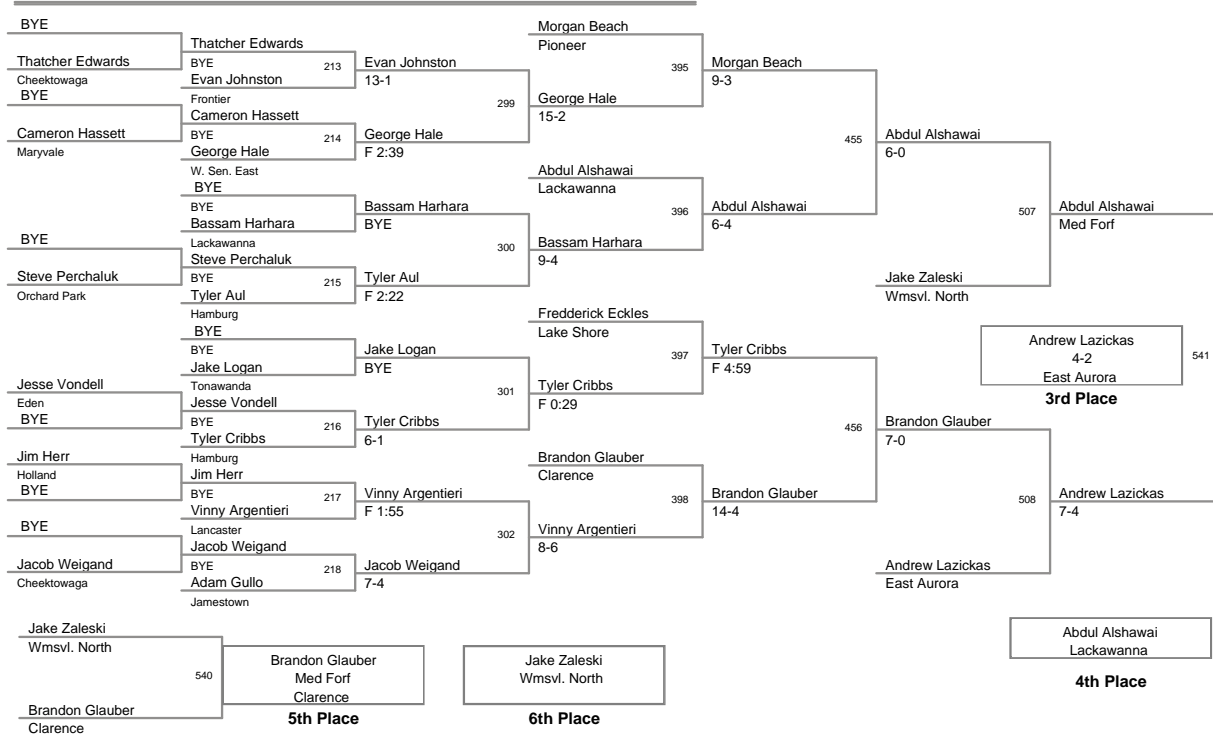 BYE
Thatcher Edwards
Cheektowaga
BYE
Cameron Hassett
Maryvale
BYE
Steve Perchaluk
Orchard Park
Jesse Vondell
Eden
BYE
Jim Herr
Holland
BYE
BYE
Jacob Weigand
Cheektowaga
Thatcher Edwards
BYE
213
Evan Johnston
Frontier
Cameron Hassett
BYE
214
George Hale
W. Sen. East
BYE
BYE
Bassam Harhara
Lackawanna
Steve Perchaluk
BYE
215
Tyler Aul
Hamburg
BYE
BYE
Jake Logan
Tonawanda
Jesse Vondell
BYE
216
Tyler Cribbs
Hamburg
Jim Herr
BYE
217
Vinny Argentieri
Lancaster
Jacob Weigand
BYE
218
Adam Gullo
Jamestown
Evan Johnston
13-1
299
George Hale
F 2:39
Bassam Harhara
BYE
300
Tyler Aul
F 2:22
Jake Logan
BYE
301
Tyler Cribbs
6-1
Vinny Argentieri
F 1:55
302
Jacob Weigand
7-4
Morgan Beach
Pioneer
395
George Hale
15-2
Abdul Alshawai
Lackawanna
396
Bassam Harhara
9-4
Fredderick Eckles
Lake Shore
397
Tyler Cribbs
F 0:29
Brandon Glauber
Clarence
398
Vinny Argentieri
8-6
Morgan Beach
9-3
455
Abdul Alshawai
6-4
Tyler Cribbs
F 4:59
456
Brandon Glauber
14-4
Abdul Alshawai
6-0
507
Jake Zaleski
Wmsvl. North
Brandon Glauber
7-0
508
Andrew Lazickas
East Aurora
Abdul Alshawai
Med Forf
Andrew Lazickas
4-2
East Aurora
541
3rd Place
Andrew Lazickas
7-4
Jake Zaleski
Wmsvl. North
540
Brandon Glauber
Clarence
Brandon Glauber
Med Forf
Clarence
5th Place
Jake Zaleski
Wmsvl. North
6th Place
Abdul Alshawai
Lackawanna
4th Place